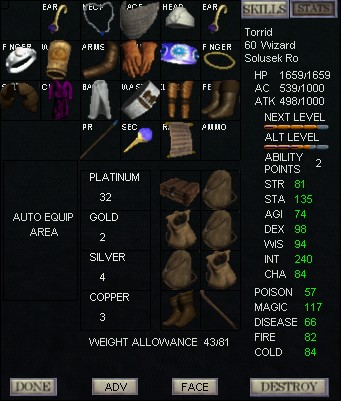 EAR NECK FACE HEAD EAR SKILLS STATS
Torrid
60 Wizard
Solusek Ro
FINGER ARMS FINGER
HP 1659/1659
AC 539/1000
ATK 498/1000
NEXT LEVEL
PR SEC RA AMMO
ALT LEVEL
ABILITY
POINTS 2
PLATINUM
32
GOLD
2
SILVER
4
COPPER
3
AUTO EQUIP
AREA
STR 81
STA 135
AGI 74
DEX 98
WIS 94
INT 240
CHA 84
POISON 57
MAGIC 117
DISEASE 66
FIRE 82
COLD 84
WEIGHT ALLOWANCE 43/81
DONE ADV FACE DESTROY